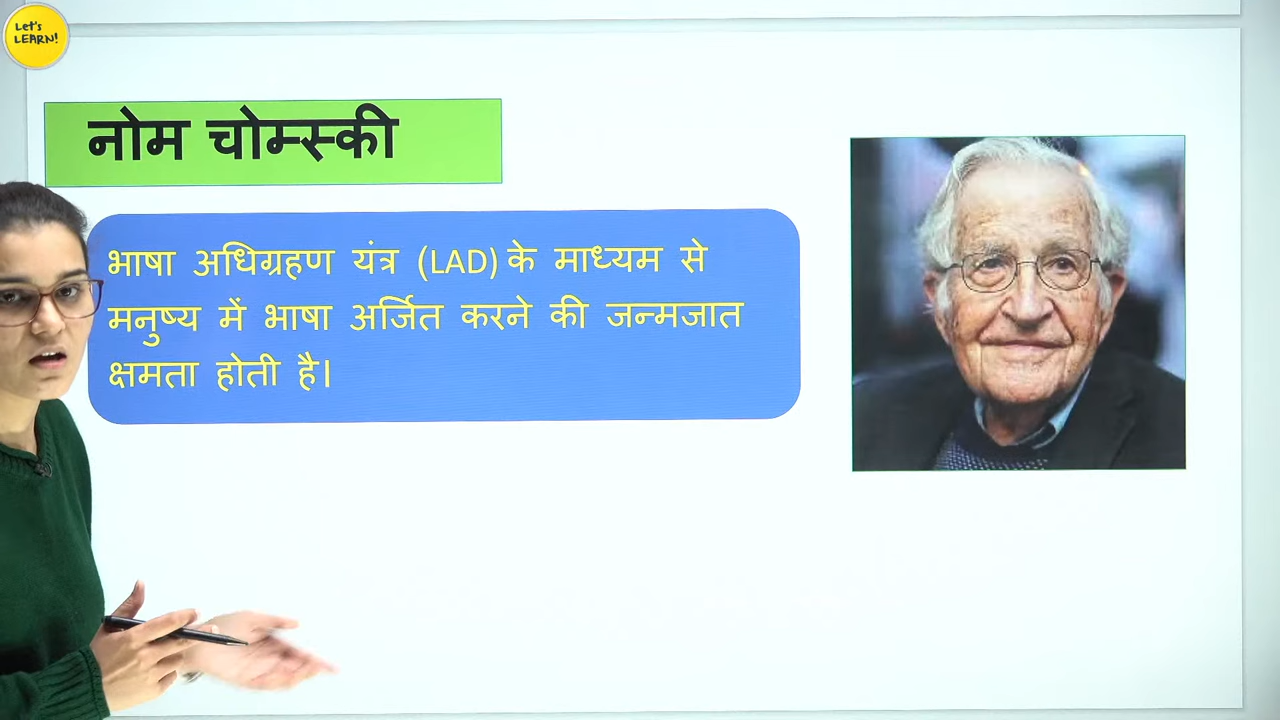 Let's
LEARN!
नोम चोम्स्की
भाषा अधिग्रहण यंत्र (LAD) के माध्यम से
मनुष्य में भाषा अर्जित करने की जन्मजात
क्षमता होती है।